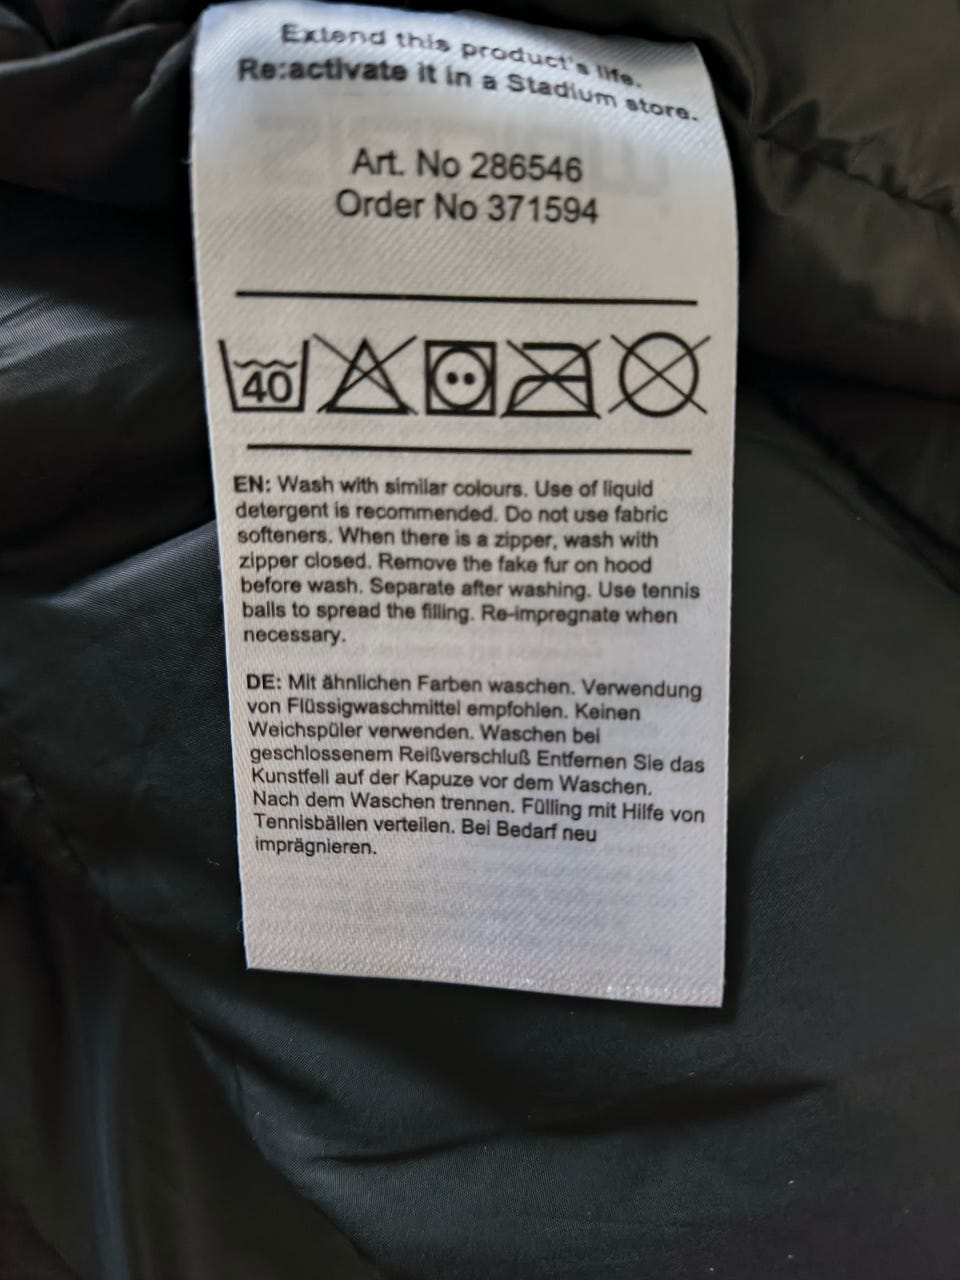 Extend this product's life.
Re:activate it in a Stadium store.
Art. No 286546
Order No 371594
40
EN: Wash with similar colours. Use of liquid
detergent is recommended. Do not use fabric
softeners. When there is a zipper, wash with
zipper closed. Remove the fake fur on hood
before wash. Separate after washing. Use tennis
balls to spread the filling. Re-impregnate when
necessary.
DE: Mit ähnlichen Farben waschen. Verwendung
von Flüssigwaschmittel empfohlen. Keinen
Weichspüler verwenden. Waschen bei
geschlossenem Reißverschluß Entfernen Sie das
Kunstfell auf der Kapuze vor dem Waschen.
Nach dem Waschen trennen. Fülling mit Hilfe von
Tennisbällen verteilen. Bei Bedarf neu
imprägnieren.